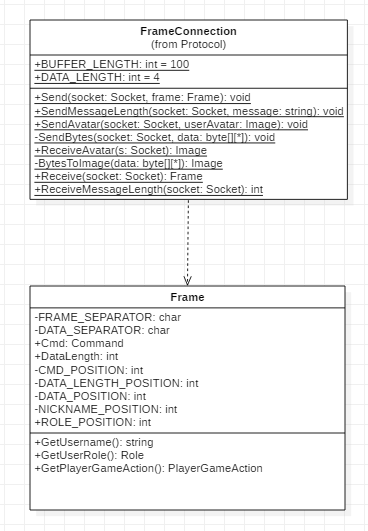 FrameConnection
(from Protocol)
+BUFFER_LENGTH: int = 100
+DATA_LENGTH: int = 4
+Send(socket: Socket, frame: Frame): void
+SendMessageLength(socket: Socket, message: string): void
+SendAvatar(socket: Socket, userAvatar: Image): void
-SendBytes(socket: Socket, data: byte[][*]): void
+ReceiveAvatar(s: Socket): Image
-BytesToImage(data: byte[][*]): Image
+Receive(socket: Socket): Frame
+ReceiveMessageLength(socket: Socket): int
Frame
-FRAME_SEPARATOR: char
-DATA_SEPARATOR: char
+Cmd: Command
+DataLength: int
-CMD_POSITION: int
-DATA_LENGTH_POSITION: int
-DATA_POSITION: int
-NICKNAME_POSITION: int
+ROLE_POSITION: int
+GetUsername(): string
+GetUserRole(): Role
+GetPlayerGameAction(): PlayerGameAction